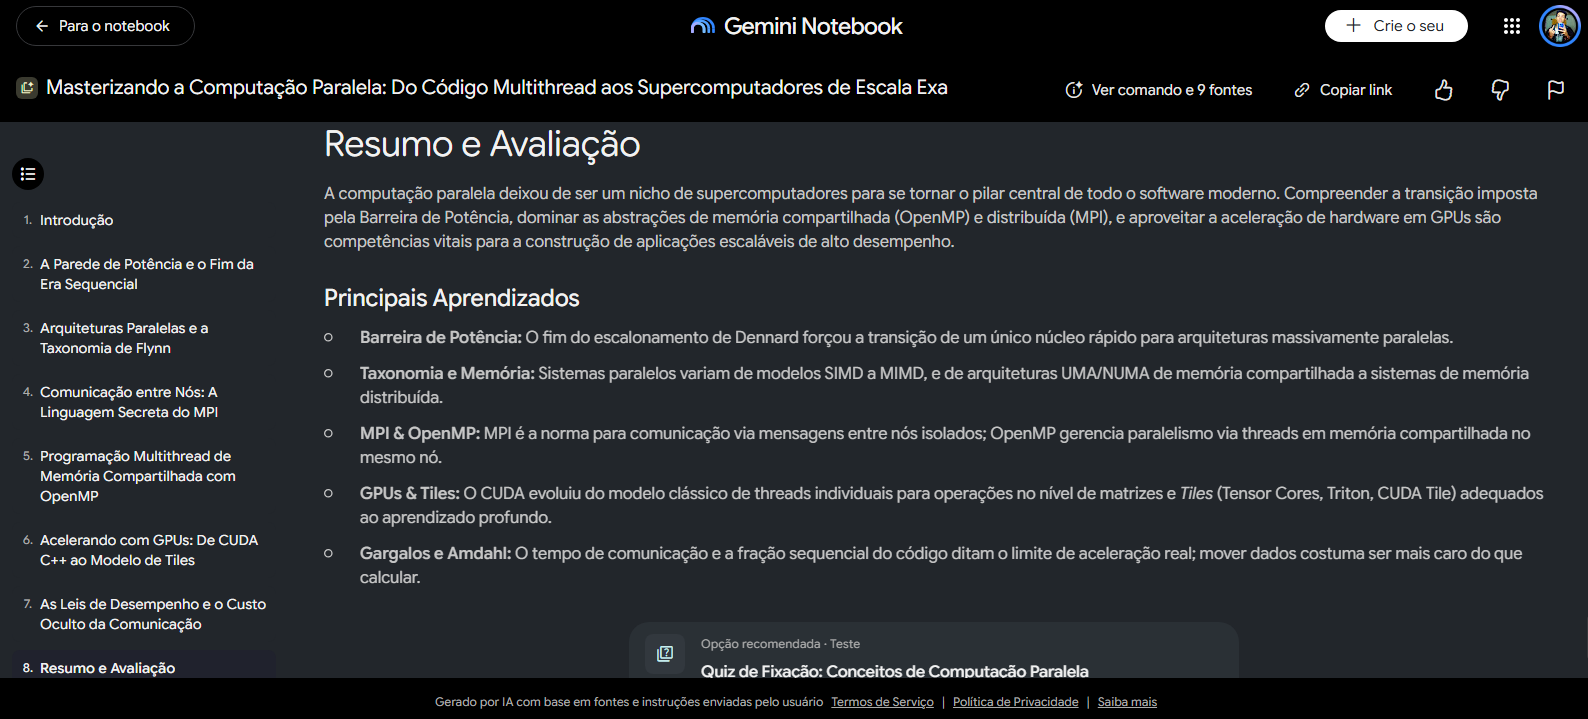 Para o notebook
Gemini Notebook
Crie o seu
Masterizando a Computação Paralela: Do Código Multithread aos Supercomputadores de Escala Exa
Ver comando e 9 fontes
Copiar link
1. Introdução
2. A Parede de Potência e o Fim da
Era Sequencial
3. Arquiteturas Paralelas e a
Taxonomia de Flynn
4. Comunicação entre Nós: A
Linguagem Secreta do MPI
5. Programação Multithread de
Memória Compartilhada com
OpenMP
6. Acelerando com GPUs: De CUDA
C++ ao Modelo de Tiles
7. As Leis de Desempenho e o Custo
Oculto da Comunicação
8. Resumo e Avaliação
Resumo e Avaliação
A computação paralela deixou de ser um nicho de supercomputadores para se tornar o pilar central de todo o software moderno. Compreender a transição imposta
pela Barreira de Potência, dominar as abstrações de memória compartilhada (OpenMP) e distribuída (MPI), e aproveitar a aceleração de hardware em GPUs são
competências vitais para a construção de aplicações escaláveis de alto desempenho.
Principais Aprendizados
Barreira de Potência: O fim do escalonamento de Dennard forçou a transição de um único núcleo rápido para arquiteturas massivamente paralelas.
Taxonomia e Memória: Sistemas paralelos variam de modelos SIMD a MIMD, e de arquiteturas UMA/NUMA de memória compartilhada a sistemas de memória
distribuída.
MPI & OpenMP: MPI é a norma para comunicação via mensagens entre nós isolados; OpenMP gerencia paralelismo via threads em memória compartilhada no
mesmo nó.
GPUs & Tiles: O CUDA evoluiu do modelo clássico de threads individuais para operações no nível de matrizes e Tiles (Tensor Cores, Triton, CUDA Tile) adequados
ao aprendizado profundo.
Gargalos e Amdahl: O tempo de comunicação e a fração sequencial do código ditam o limite de aceleração real; mover dados costuma ser mais caro do que
calcular.
Opção recomendada · Teste
Quiz de Fixação: Conceitos de Computação Paralela
Gerado por IA com base em fontes e instruções enviadas pelo usuário Termos de Serviço | Política de Privacidade | Saiba mais